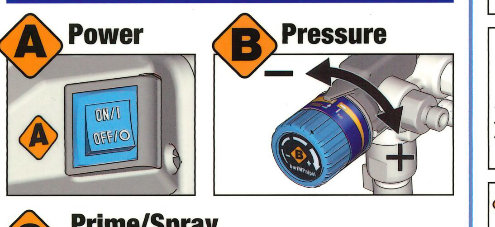 A Power
B Pressure
ON/I
OFF/O
A
−
+
B
− +
Prime/Spray